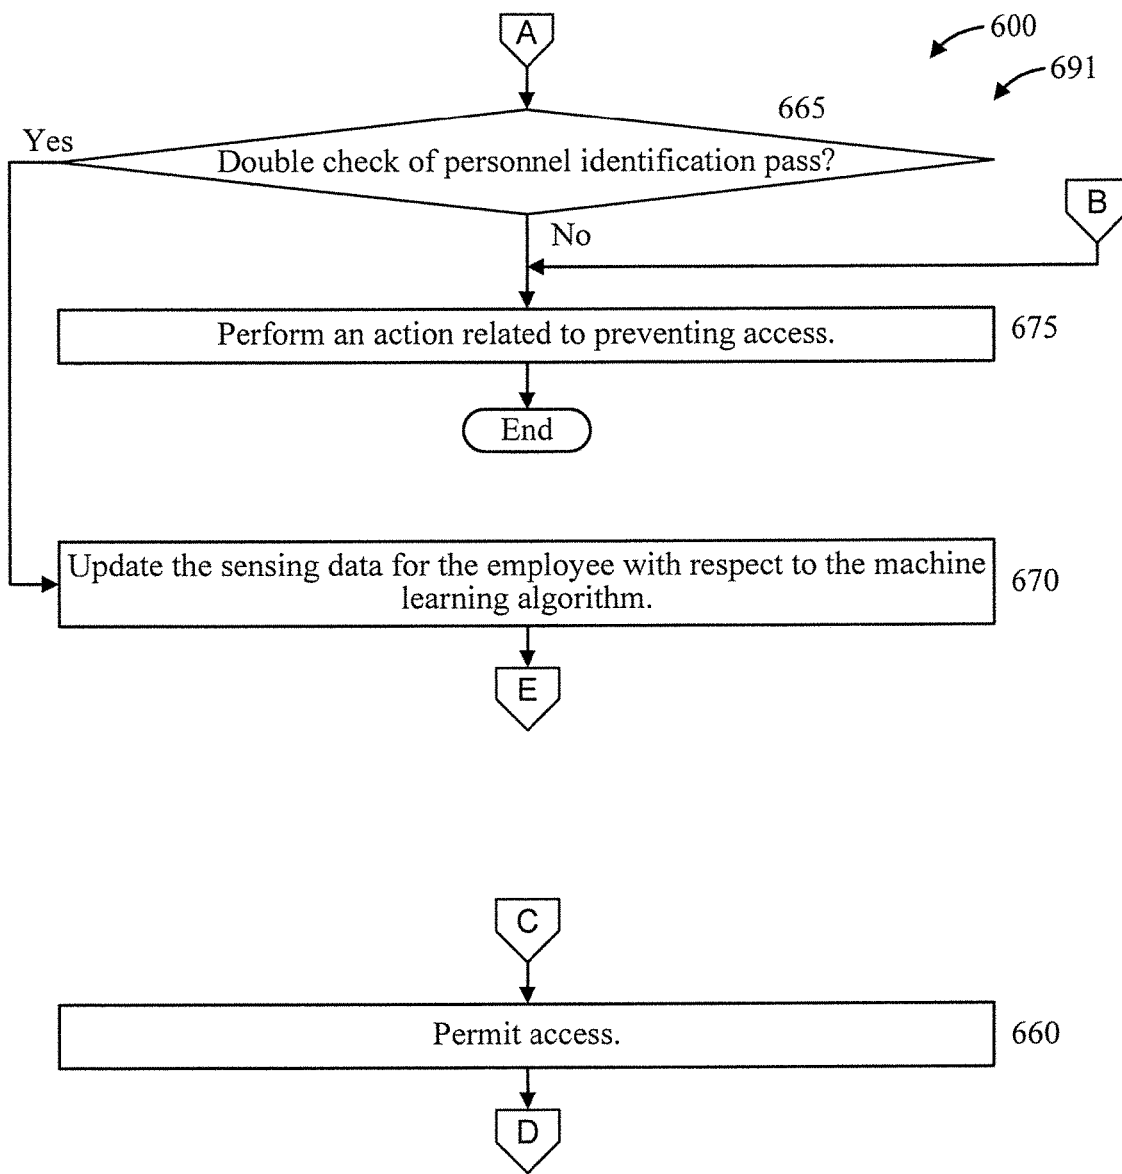 A
600
691
665
Yes
Double check of personnel identification pass?
B
No
Perform an action related to preventing access.
675
End
Update the sensing data for the employee with respect to the machine
learning algorithm.
670
E
C
Permit access.
660
D